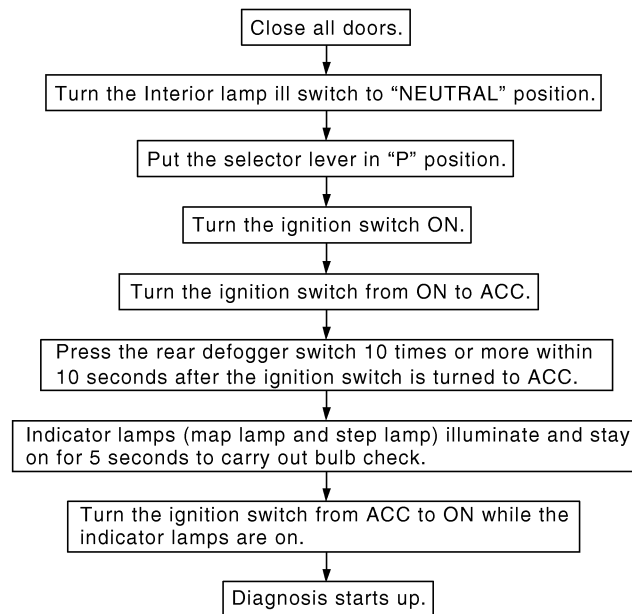 Close all doors.
Turn the Interior lamp ill switch to “NEUTRAL” position.
Put the selector lever in “P” position.
Turn the ignition switch ON.
Turn the ignition switch from ON to ACC.
Press the rear defogger switch 10 times or more within
10 seconds after the ignition switch is turned to ACC.
Indicator lamps (map lamp and step lamp) illuminate and stay
on for 5 seconds to carry out bulb check.
Turn the ignition switch from ACC to ON while the
indicator lamps are on.
Diagnosis starts up.